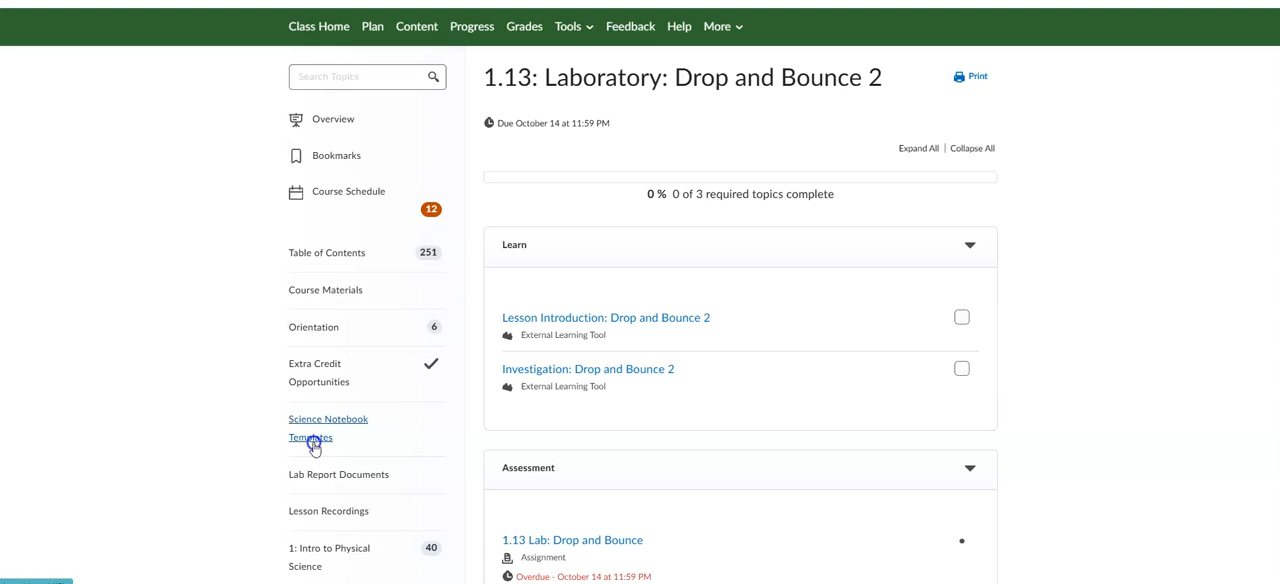 Class Home Plan Content Progress Grades Tools Feedback Help More
Search Topics
Overview
Bookmarks
Course Schedule
12
Table of Contents 251
Course Materials
Orientation 6
Extra Credit
Opportunities
Science Notebook
Templates
Lab Report Documents
Lesson Recordings
1: Intro to Physical 40
Science
1.13: Laboratory: Drop and Bounce 2
Print
Due October 14 at 11:59 PM
Expand All | Collapse All
0 % 0 of 3 required topics complete
Learn
Lesson Introduction: Drop and Bounce 2
External Learning Tool
Investigation: Drop and Bounce 2
External Learning Tool
Assessment
1.13 Lab: Drop and Bounce
Assignment
Overdue - October 14 at 11:59 PM